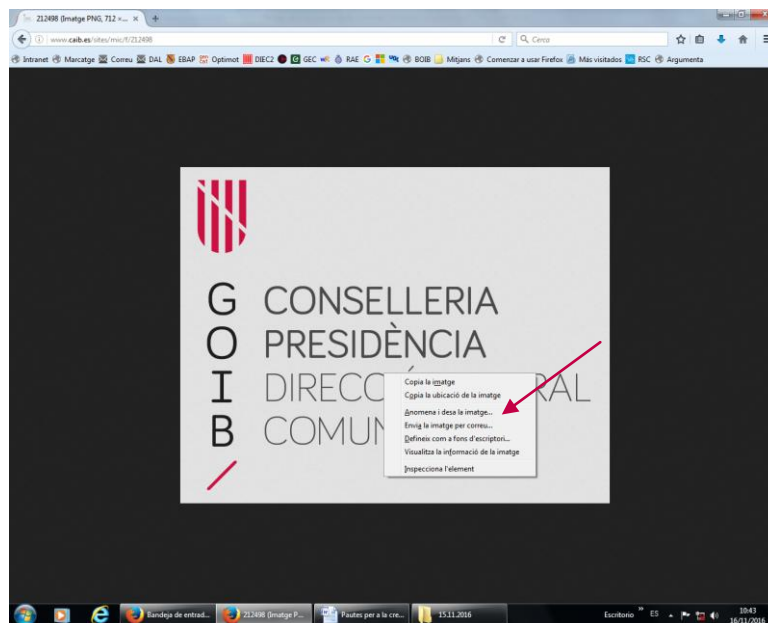 212498 (Imatge PNG, 712 ×...
www.caib.es/sites/mic/f/212498
Cerca
Intranet Marcatge Correu DAL EBAP Optimot DIEC2 GEC RAE BOIB Mitjans Comenzar a usar Firefox Más visitados RSC Argumenta
G CONSELLERIA
O PRESIDÈNCIA
I DIRECC RAL
B COMUN
Copia la imatge
Copia la ubicació de la imatge
Anomena i desa la imatge...
Envia la imatge per correu...
Defineix com a fons d'escriptori...
Visualitza la informació de la imatge
Inspecciona l'element
Bandeja de entrad... 212498 (Imatge P... Pautes per a la cre... 15.11.2016 Escritorio ES 10:43
16/11/2016